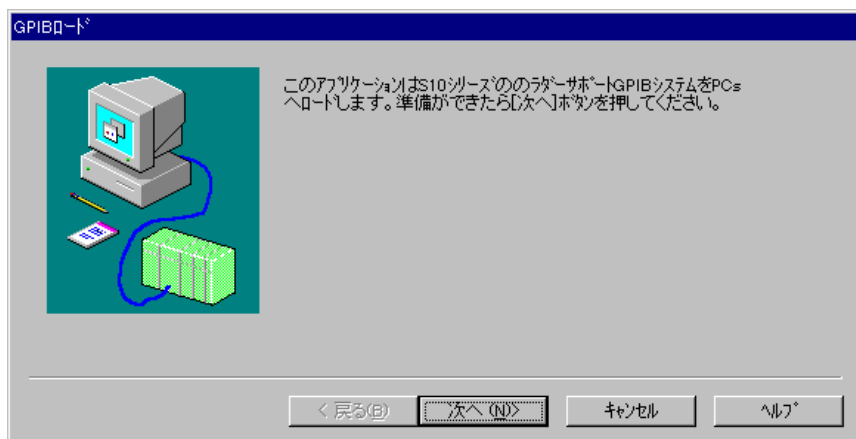 GPIBﾛｰﾄﾞ
このｱﾌﾟﾘｹｰｼｮﾝはS10ｼﾘｰｽﾞののﾗﾀﾞｰｻﾎﾟｰﾄGPIBｼｽﾃﾑをPCs
へﾛｰﾄﾞします。準備ができたら[次へ]ﾎﾞﾀﾝを押してください。
< 戻る(B) 次へ (N)> ｷｬﾝｾﾙ ﾍﾙﾌﾟ